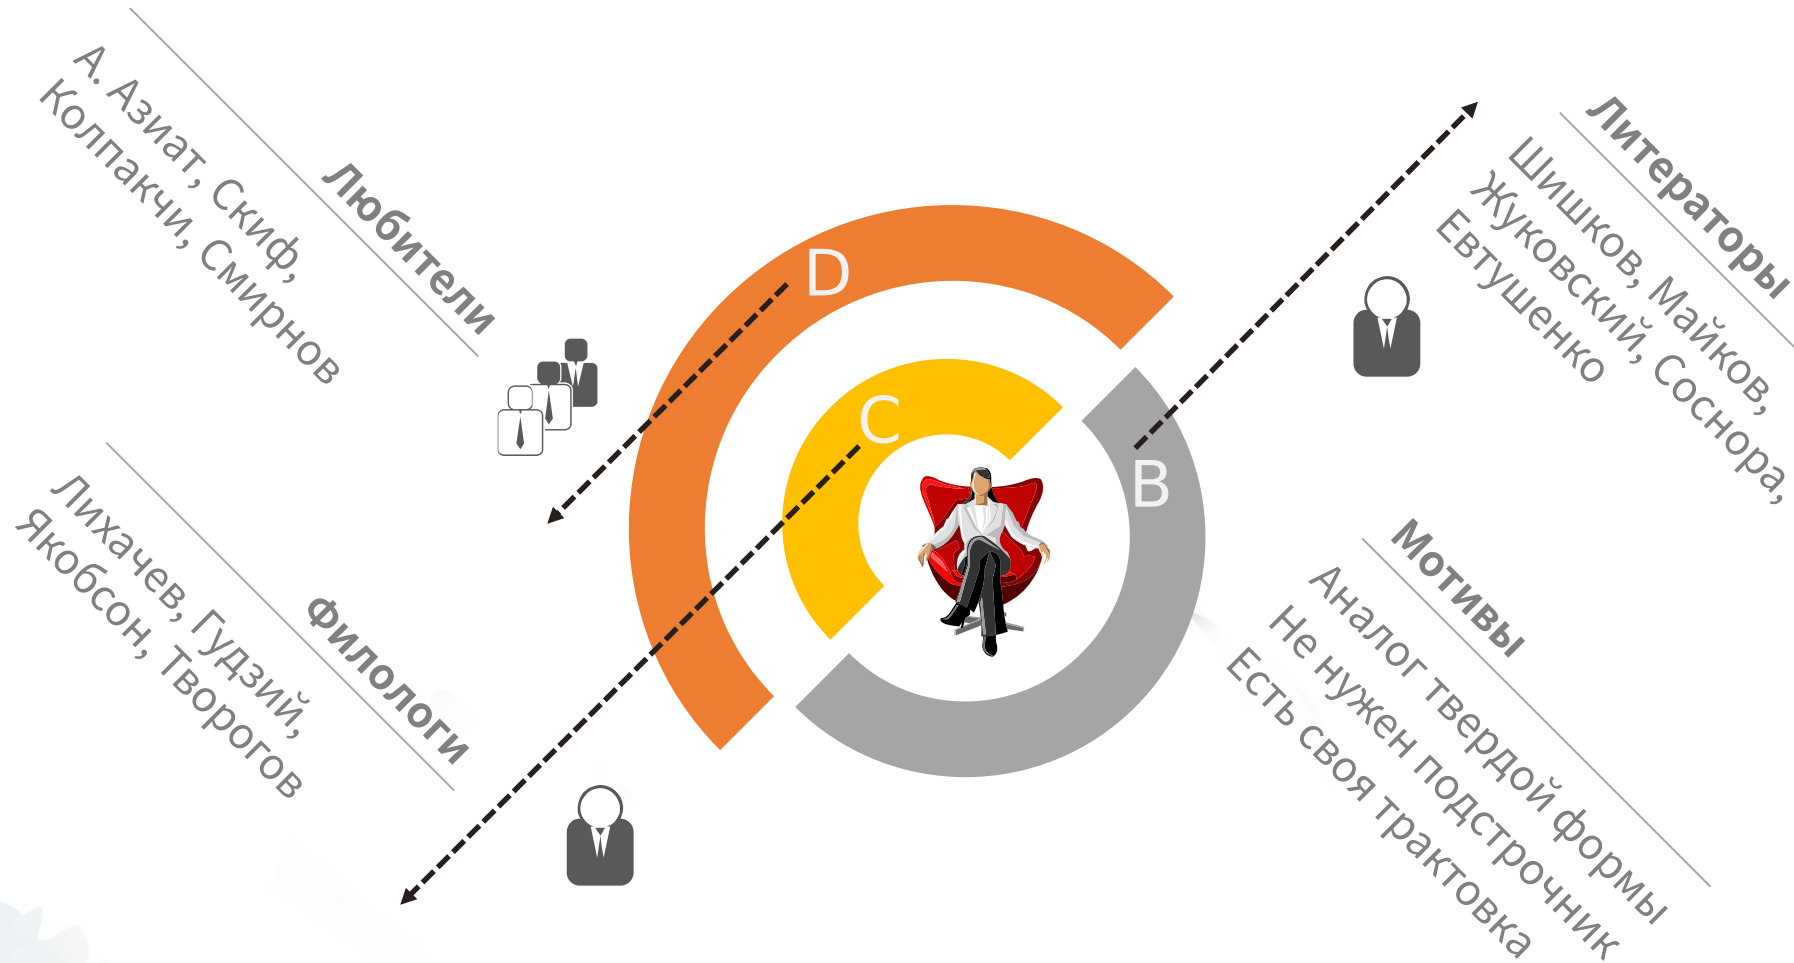 Любители
А. Азиат, Скиф,
Колпакчи, Смирнов
Филологи
Лихачев, Гудзий,
Якобсон, Творогов
D
C
B
Литераторы
Шишков, Майков,
Жуковский, Соснора,
Евтушенко
Мотивы
Аналог твердой формы
Не нужен подстрочник
Есть своя трактовка